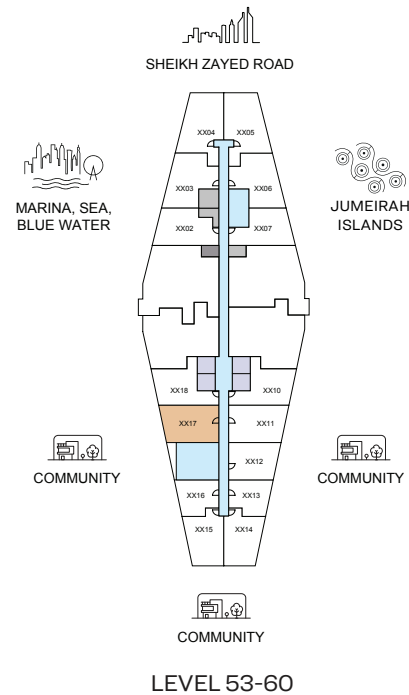 SHEIKH ZAYED ROAD
XX04
XX05
MARINA, SEA,
BLUE WATER
JUMEIRAH
ISLANDS
XX03
XX06
XX02
XX07
XX18
XX10
XX17
XX11
XX12
COMMUNITY
COMMUNITY
XX16
XX13
XX15
XX14
COMMUNITY
LEVEL 53-60